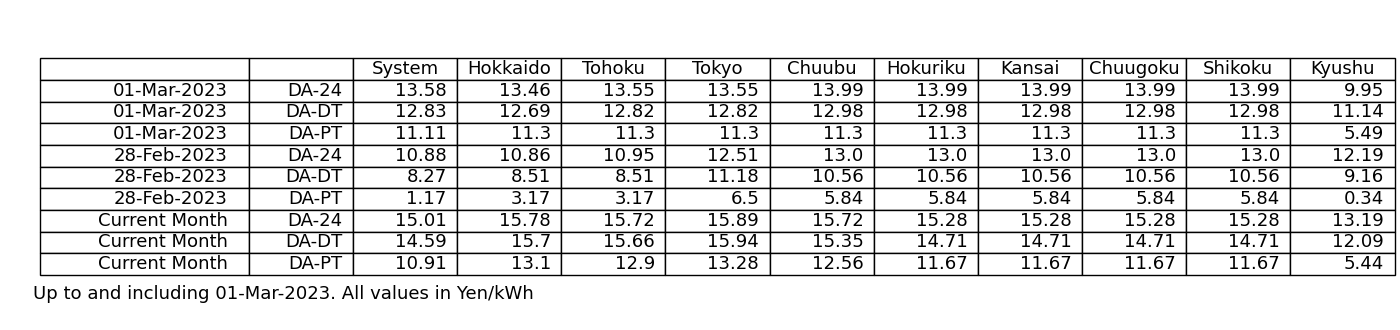 System Hokkaido Tohoku Tokyo Chuubu Hokuriku Kansai Chuugoku Shikoku Kyushu
01-Mar-2023 DA-24 13.58 13.46 13.55 13.55 13.99 13.99 13.99 13.99 13.99 9.95
01-Mar-2023 DA-DT 12.83 12.69 12.82 12.82 12.98 12.98 12.98 12.98 12.98 11.14
01-Mar-2023 DA-PT 11.11 11.3 11.3 11.3 11.3 11.3 11.3 11.3 11.3 5.49
28-Feb-2023 DA-24 10.88 10.86 10.95 12.51 13.0 13.0 13.0 13.0 13.0 12.19
28-Feb-2023 DA-DT 8.27 8.51 8.51 11.18 10.56 10.56 10.56 10.56 10.56 9.16
28-Feb-2023 DA-PT 1.17 3.17 3.17 6.5 5.84 5.84 5.84 5.84 5.84 0.34
Current Month DA-24 15.01 15.78 15.72 15.89 15.72 15.28 15.28 15.28 15.28 13.19
Current Month DA-DT 14.59 15.7 15.66 15.94 15.35 14.71 14.71 14.71 14.71 12.09
Current Month DA-PT 10.91 13.1 12.9 13.28 12.56 11.67 11.67 11.67 11.67 5.44
Up to and including 01-Mar-2023. All values in Yen/kWh